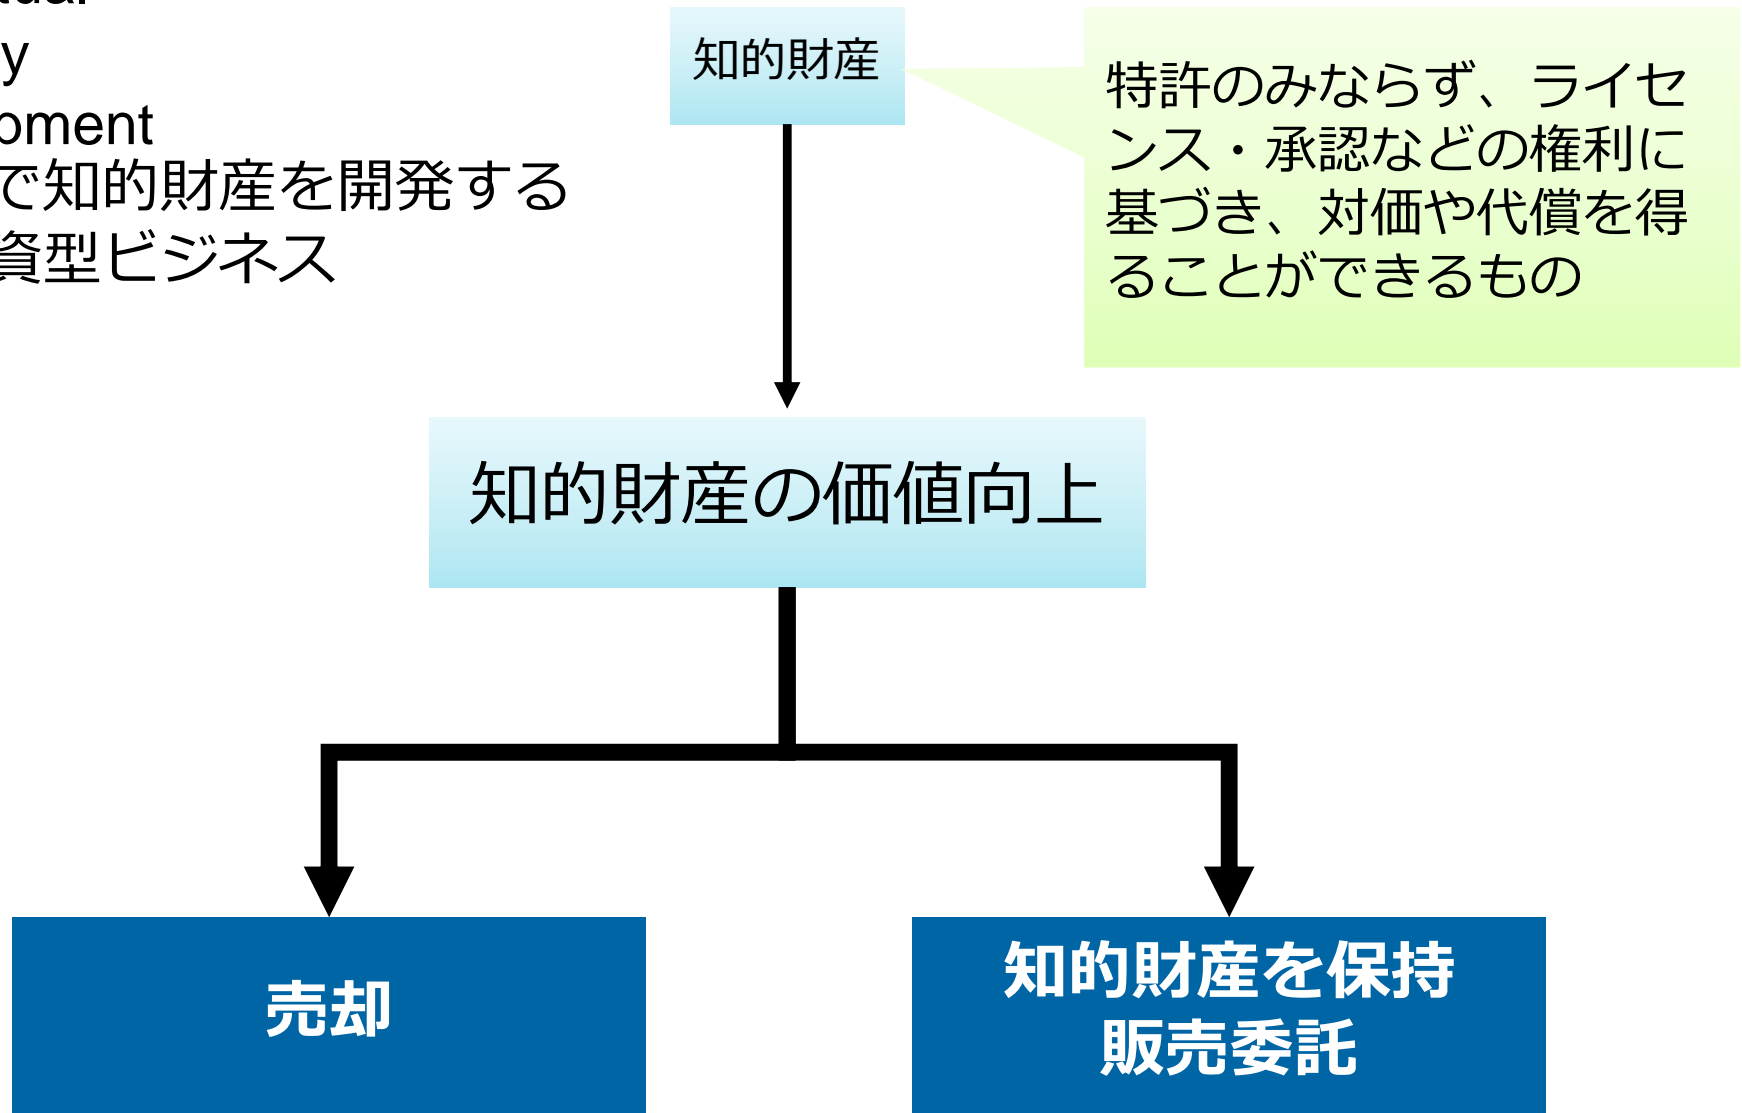 y
pment
で知的財産を開発する
資型ビジネス
知的財産
特許のみならず、ライセ
ンス・承認などの権利に
基づき、対価や代償を得
ることができるもの
知的財産の価値向上
売却
知的財産を保持
販売委託